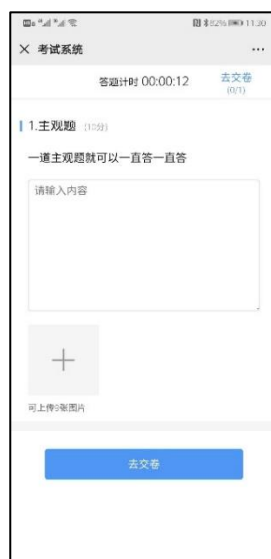 82% 11:30
× 考试系统 ...
答题计时 00:00:12 去交卷
(0/1)
1.主观题 (10分)
一道主观题就可以一直答一直答
请输入内容
可上传9张图片
去交卷